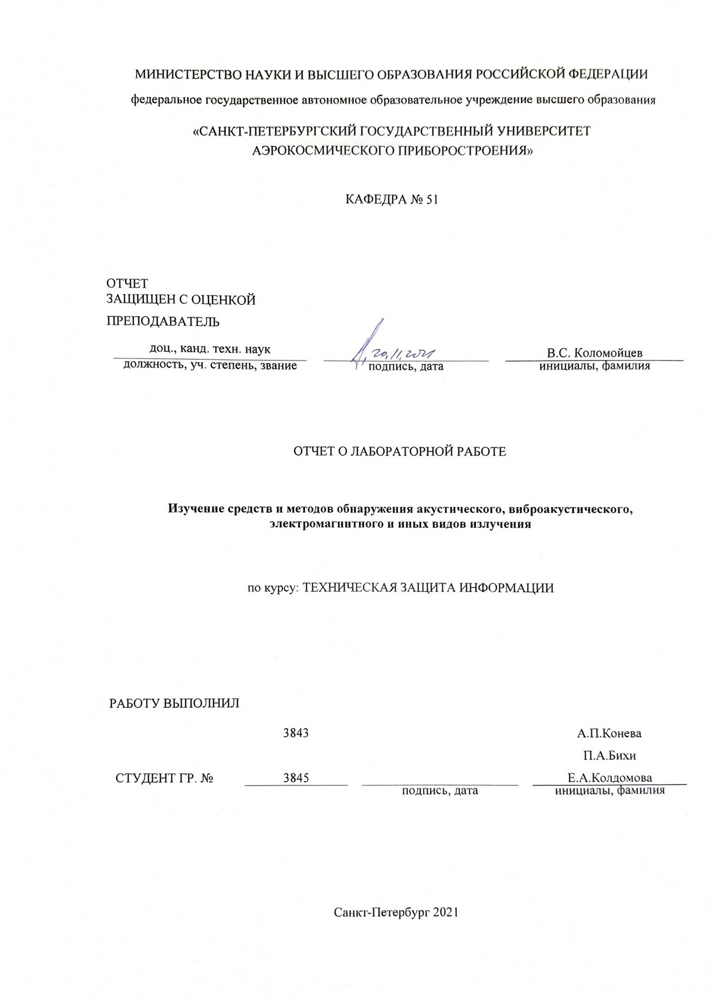 МИНИСТЕРСТВО НАУКИ И ВЫСШЕГО ОБРАЗОВАНИЯ РОССИЙСКОЙ ФЕДЕРАЦИИ
федеральное государственное автономное образовательное учреждение высшего образования
«САНКТ-ПЕТЕРБУРГСКИЙ ГОСУДАРСТВЕННЫЙ УНИВЕРСИТЕТ
АЭРОКОСМИЧЕСКОГО ПРИБОРОСТРОЕНИЯ»
КАФЕДРА № 51
ОТЧЕТ
ЗАЩИЩЕН С ОЦЕНКОЙ
ПРЕПОДАВАТЕЛЬ
доц., канд. техн. наук 20.11.2021 В.С. Коломойцев
должность, уч. степень, звание подпись, дата инициалы, фамилия
ОТЧЕТ О ЛАБОРАТОРНОЙ РАБОТЕ
Изучение средств и методов обнаружения акустического, виброакустического,
электромагнитного и иных видов излучения
по курсу: ТЕХНИЧЕСКАЯ ЗАЩИТА ИНФОРМАЦИИ
РАБОТУ ВЫПОЛНИЛ
3843 А.П.Конева
П.А.Бихи
СТУДЕНТ ГР. № 3845 Е.А.Колдомова
подпись, дата инициалы, фамилия
Санкт-Петербург 2021